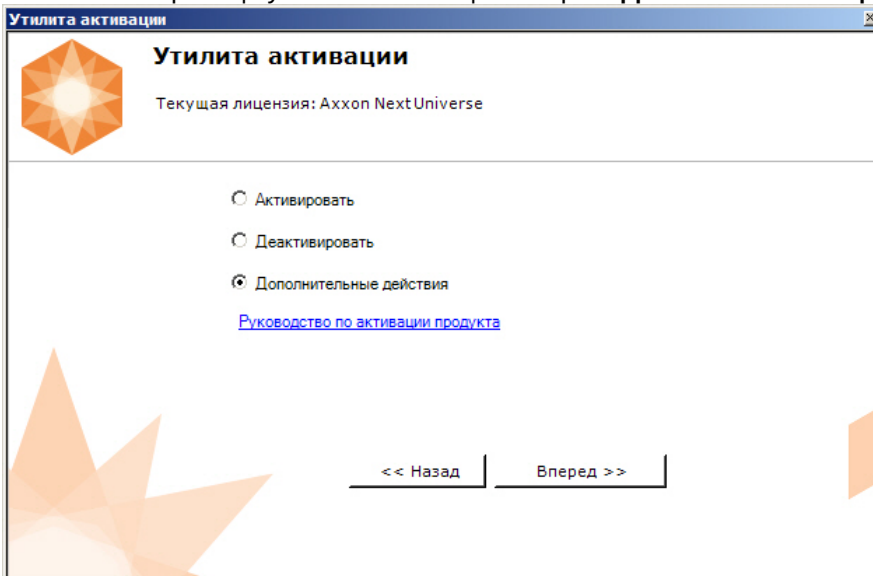 Утилита активации
Утилита активации
Текущая лицензия: Axxon Next Universe
Активировать
Деактивировать
Дополнительные действия
Руководство по активации продукта
<< Назад
Вперед >>